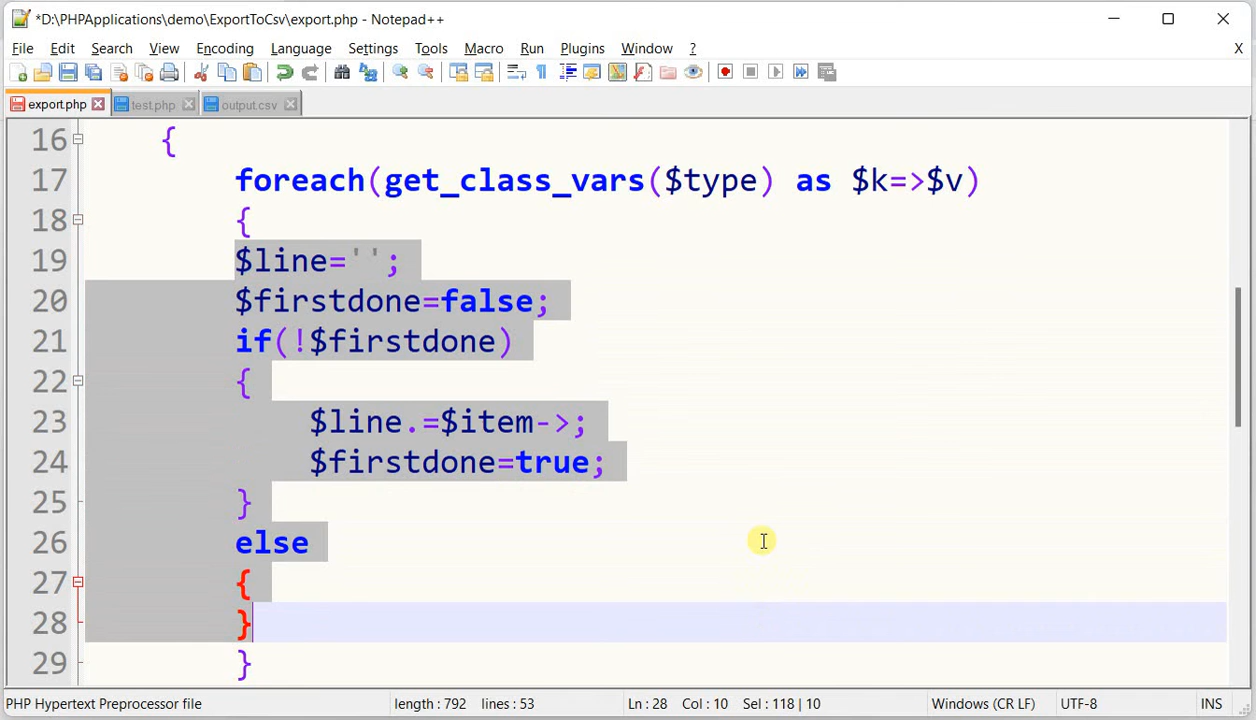 *D:\PHPApplications\demo\ExportToCsv\export.php - Notepad++
File Edit Search View Encoding Language Settings Tools Macro Run Plugins Window ? X
export.php test.php output.csv
16 {
17 foreach(get_class_vars($type) as $k=>$v)
18 {
19 $line='';
20 $firstdone=false;
21 if(!$firstdone)
22 {
23 $line.=$item->;
24 $firstdone=true;
25 }
26 else
27 {
28 }
29 }
PHP Hypertext Preprocessor file length : 792 lines : 53 Ln : 28 Col : 10 Sel : 118 | 10 Windows (CR LF) UTF-8 INS